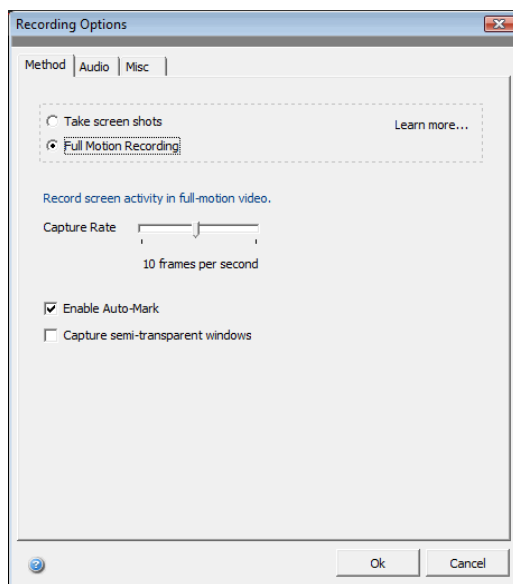 Recording Options
Method Audio Misc
Take screen shots Learn more...
Full Motion Recording
Record screen activity in full-motion video.
Capture Rate
10 frames per second
Enable Auto-Mark
Capture semi-transparent windows
Ok Cancel